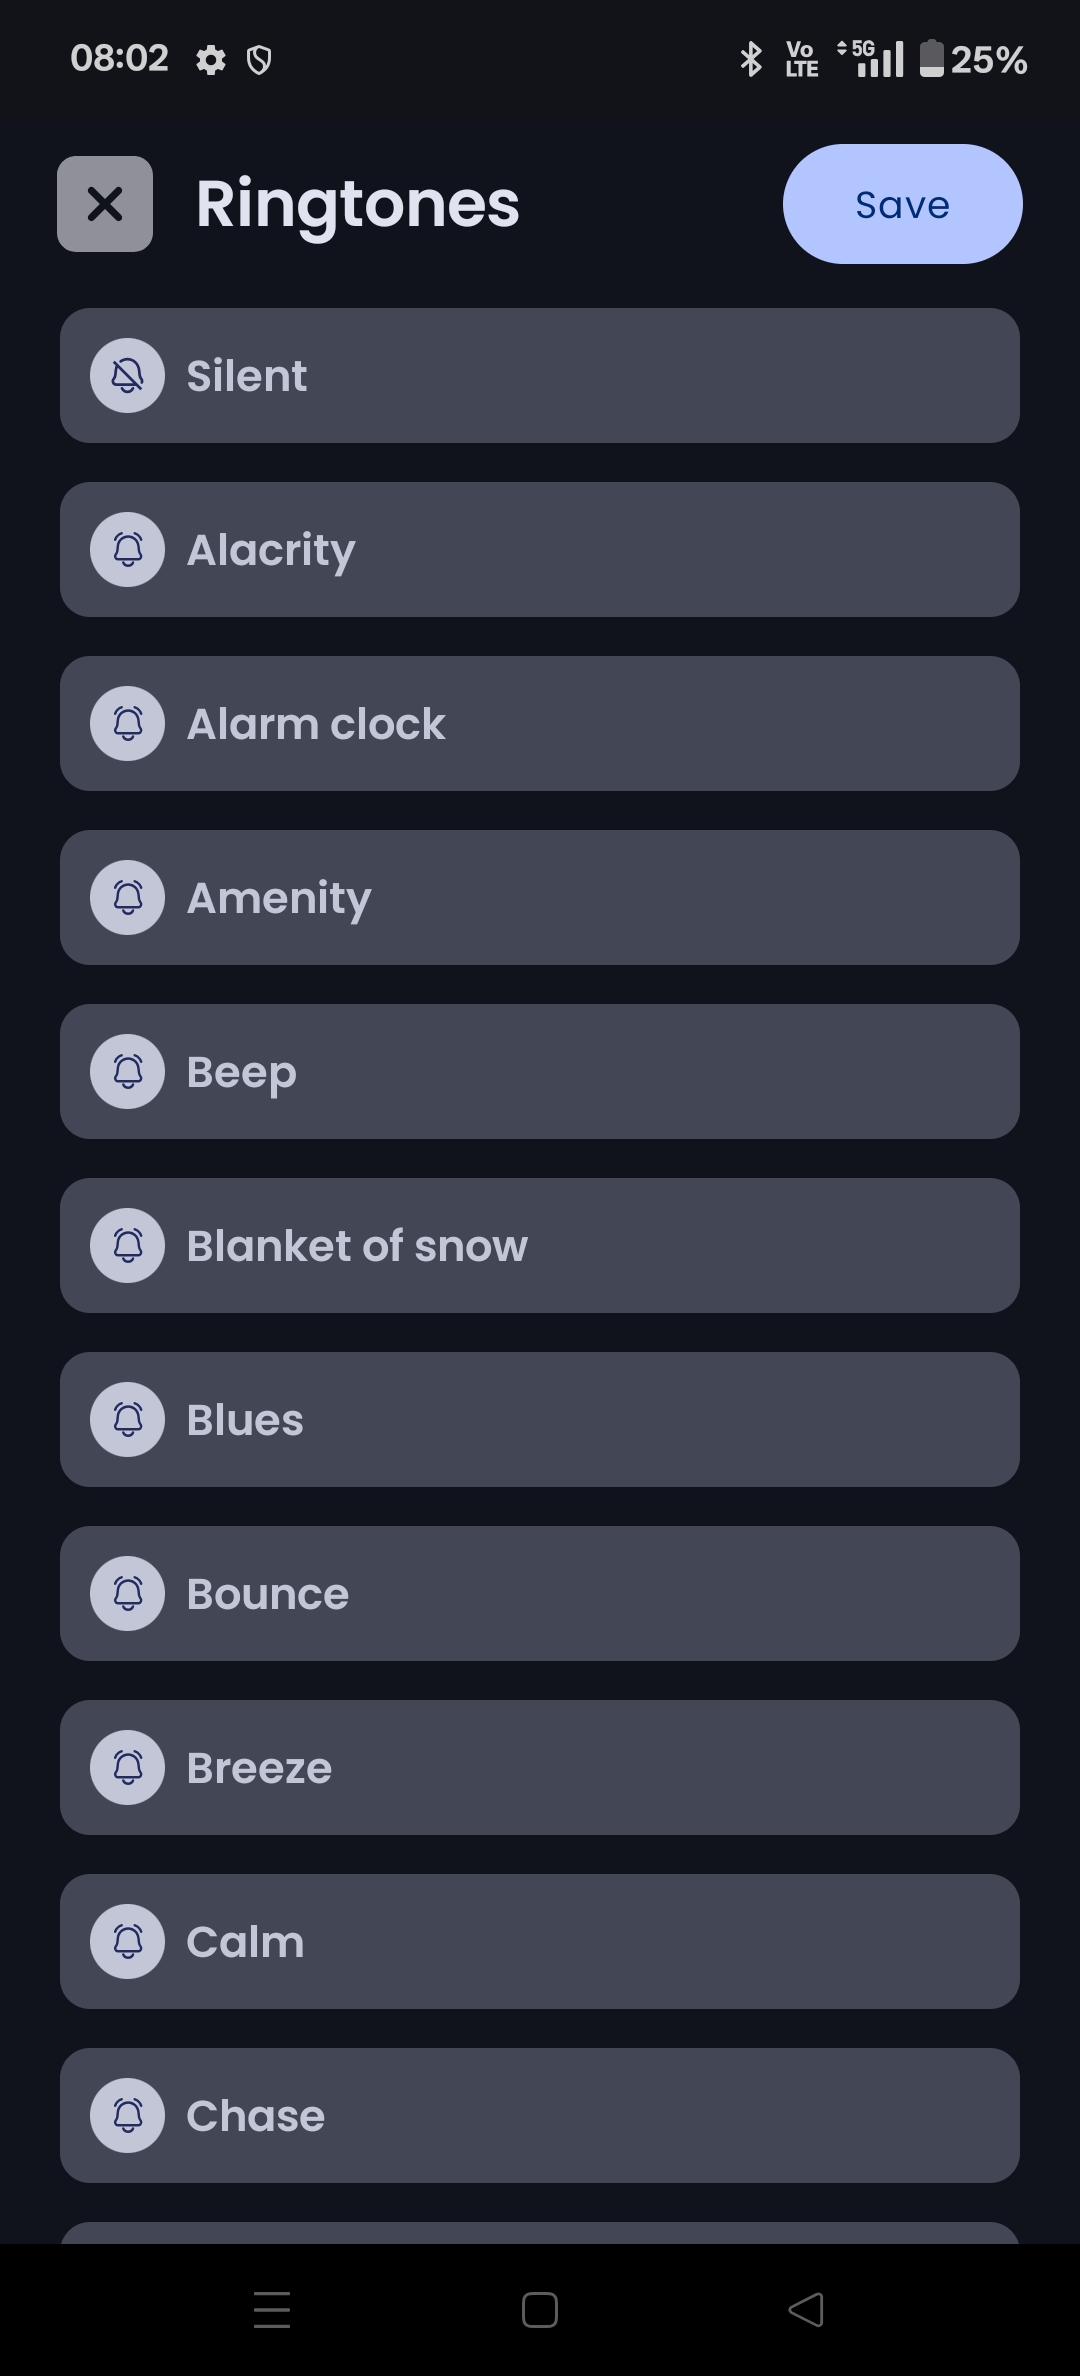 08:02
Vo LTE
5G
25%
Ringtones
Save
Silent
Alacrity
Alarm clock
Amenity
Beep
Blanket of snow
Blues
Bounce
Breeze
Calm
Chase